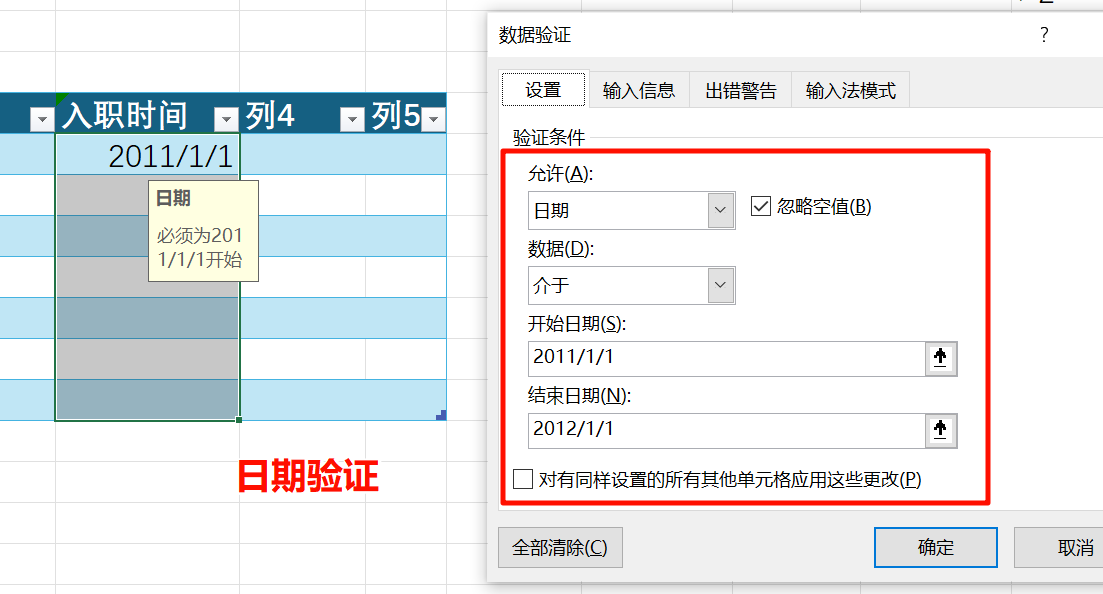 数据验证
?
设置
输入信息
出错警告
输入法模式
入职时间
列4
列5
验证条件
2011/1/1
允许(A):
日期
必须为201
1/1/1开始
日期
忽略空值(B)
数据(D):
介于
开始日期(S):
2011/1/1
结束日期(N):
2012/1/1
日期验证
对有同样设置的所有其他单元格应用这些更改(P)
全部清除(C)
确定
取消